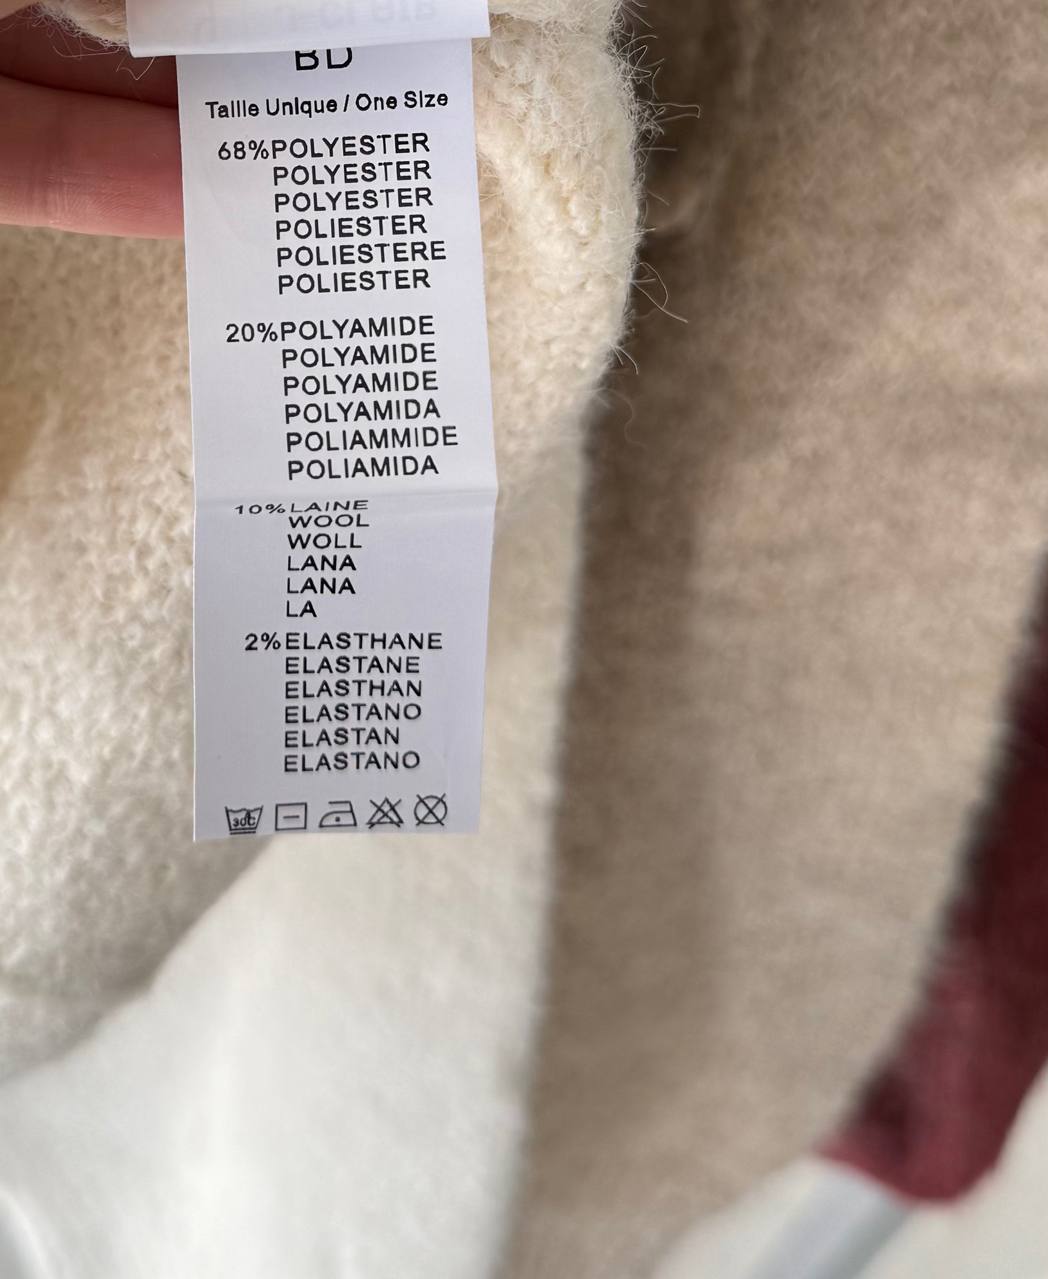 BD
Taille Unique / One Size
68%POLYESTER
POLYESTER
POLYESTER
POLIESTER
POLIESTERE
POLIESTER
20%POLYAMIDE
POLYAMIDE
POLYAMIDE
POLYAMIDA
POLIAMMIDE
POLIAMIDA
10%LAINE
WOOL
WOLL
LANA
LANA
LA
2%ELASTHANE
ELASTANE
ELASTHAN
ELASTANO
ELASTAN
ELASTANO